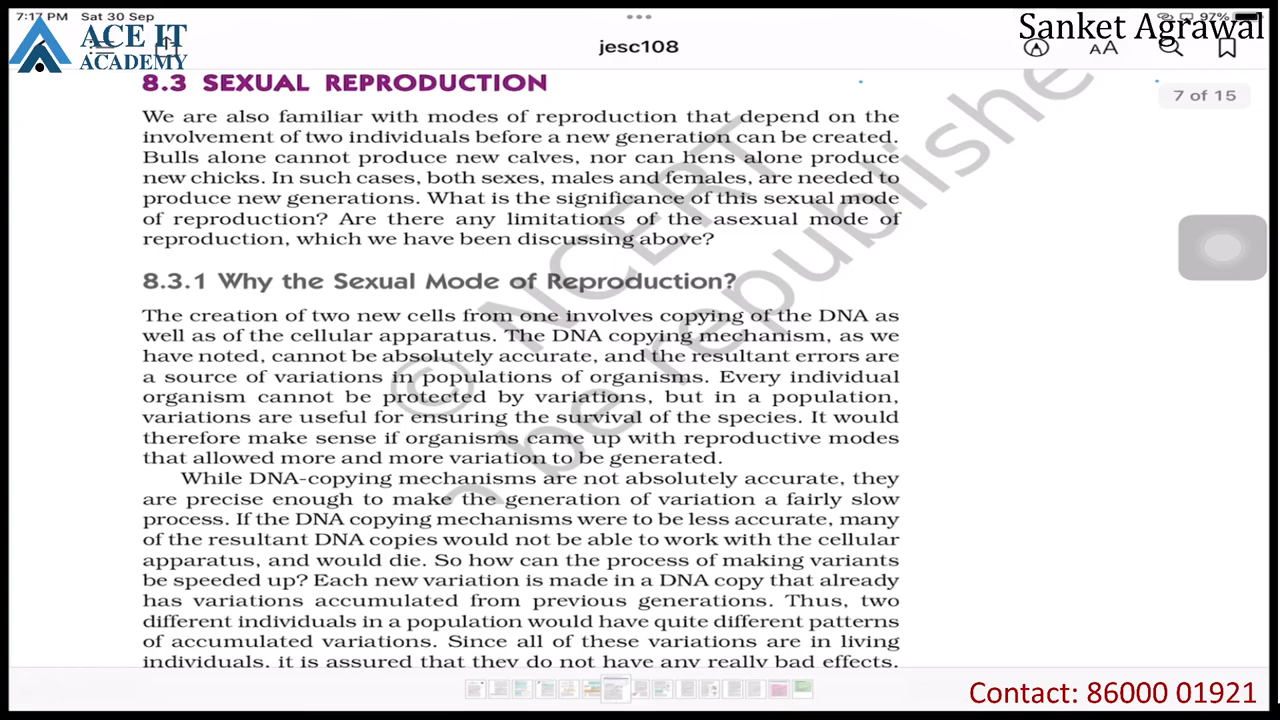 7:17 PM Sat 30 Sep
97%
ACE IT
ACADEMY
Sanket Agrawal
jesc108
AA
7 of 15
8.3 SEXUAL REPRODUCTION
We are also familiar with modes of reproduction that depend on the
involvement of two individuals before a new generation can be created.
Bulls alone cannot produce new calves, nor can hens alone produce
new chicks. In such cases, both sexes, males and females, are needed to
produce new generations. What is the significance of this sexual mode
of reproduction? Are there any limitations of the asexual mode of
reproduction, which we have been discussing above?
8.3.1 Why the Sexual Mode of Reproduction?
The creation of two new cells from one involves copying of the DNA as
well as of the cellular apparatus. The DNA copying mechanism, as we
have noted, cannot be absolutely accurate, and the resultant errors are
a source of variations in populations of organisms. Every individual
organism cannot be protected by variations, but in a population,
variations are useful for ensuring the survival of the species. It would
therefore make sense if organisms came up with reproductive modes
that allowed more and more variation to be generated.
While DNA-copying mechanisms are not absolutely accurate, they
are precise enough to make the generation of variation a fairly slow
process. If the DNA copying mechanisms were to be less accurate, many
of the resultant DNA copies would not be able to work with the cellular
apparatus, and would die. So how can the process of making variants
be speeded up? Each new variation is made in a DNA copy that already
has variations accumulated from previous generations. Thus, two
different individuals in a population would have quite different patterns
of accumulated variations. Since all of these variations are in living
individuals, it is assured that they do not have any really bad effects.
© NCERT
be republishe
Contact: 86000 01921